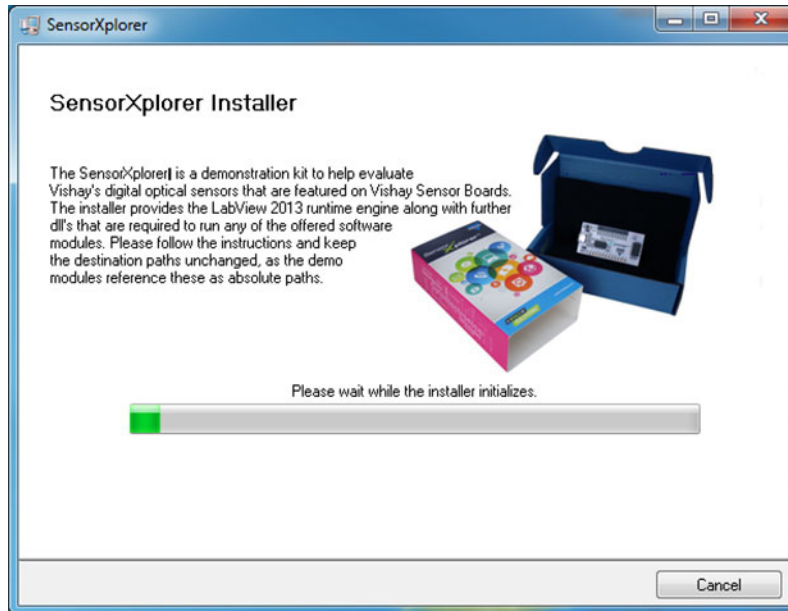 SensorXplorer
SensorXplorer Installer
The SensorXplorer| is a demonstration kit to help evaluate
Vishay's digital optical sensors that are featured on Vishay Sensor Boards.
The installer provides the LabView 2013 runtime engine along with further
dll's that are required to run any of the offered software
modules. Please follow the instructions and keep
the destination paths unchanged, as the demo
modules reference these as absolute paths.
SensorXplorer
Please wait while the installer initializes.
Cancel